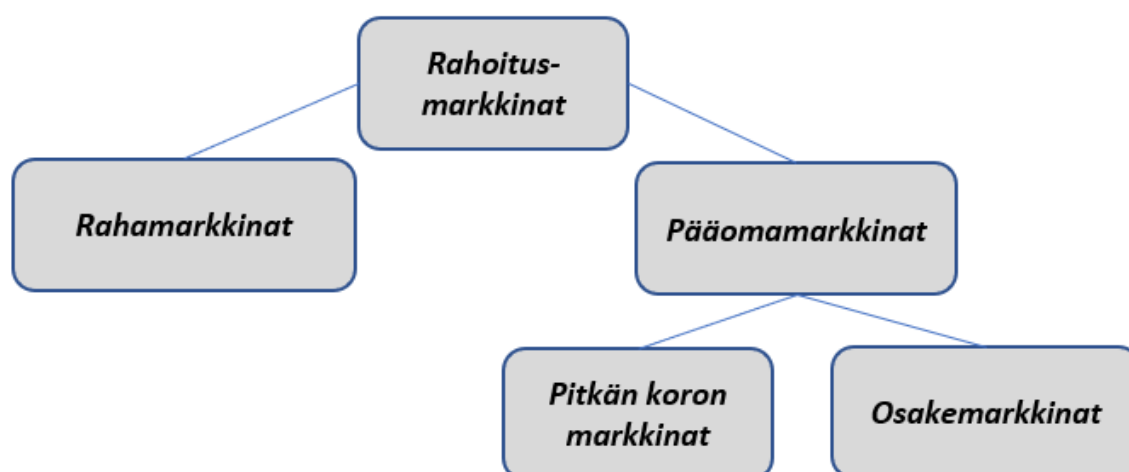 Rahoitus-
markkinat
Rahamarkkinat
Pääomamarkkinat
Pitkän koron
markkinat
Osakemarkkinat